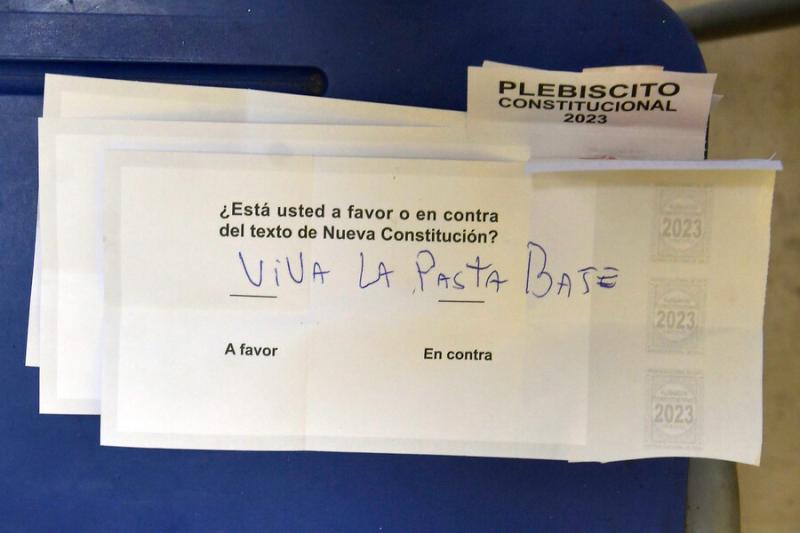 PLEBISCITO
CONSTITUCIONAL
2023
¿Está usted a favor o en contra
del texto de Nueva Constitución?
VIVA LA PASTA BASE
A favor
En contra
2023
2023
2023